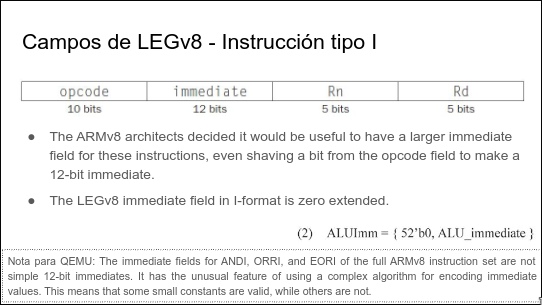 Campos de LEGv8 - Instrucción tipo I
opcode immediate Rn Rd
10 bits 12 bits 5 bits 5 bits
● The ARMv8 architects decided it would be useful to have a larger immediate
field for these instructions, even shaving a bit from the opcode field to make a
12-bit immediate.
● The LEGv8 immediate field in I-format is zero extended.
(2) ALUImm = { 52’b0, ALU_immediate }
Nota para QEMU: The immediate fields for ANDI, ORRI, and EORI of the full ARMv8 instruction set are not
simple 12-bit immediates. It has the unusual feature of using a complex algorithm for encoding immediate
values. This means that some small constants are valid, while others are not.